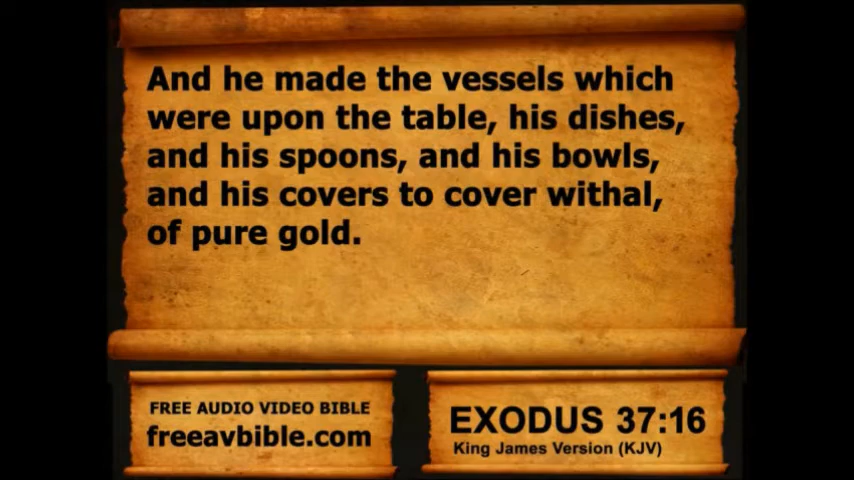 And he made the vessels which
were upon the table, his dishes,
and his spoons, and his bowls,
and his covers to cover withal,
of pure gold.
FREE AUDIO VIDEO BIBLE
freeavbible.com
EXODUS 37:16
King James Version (KJV)